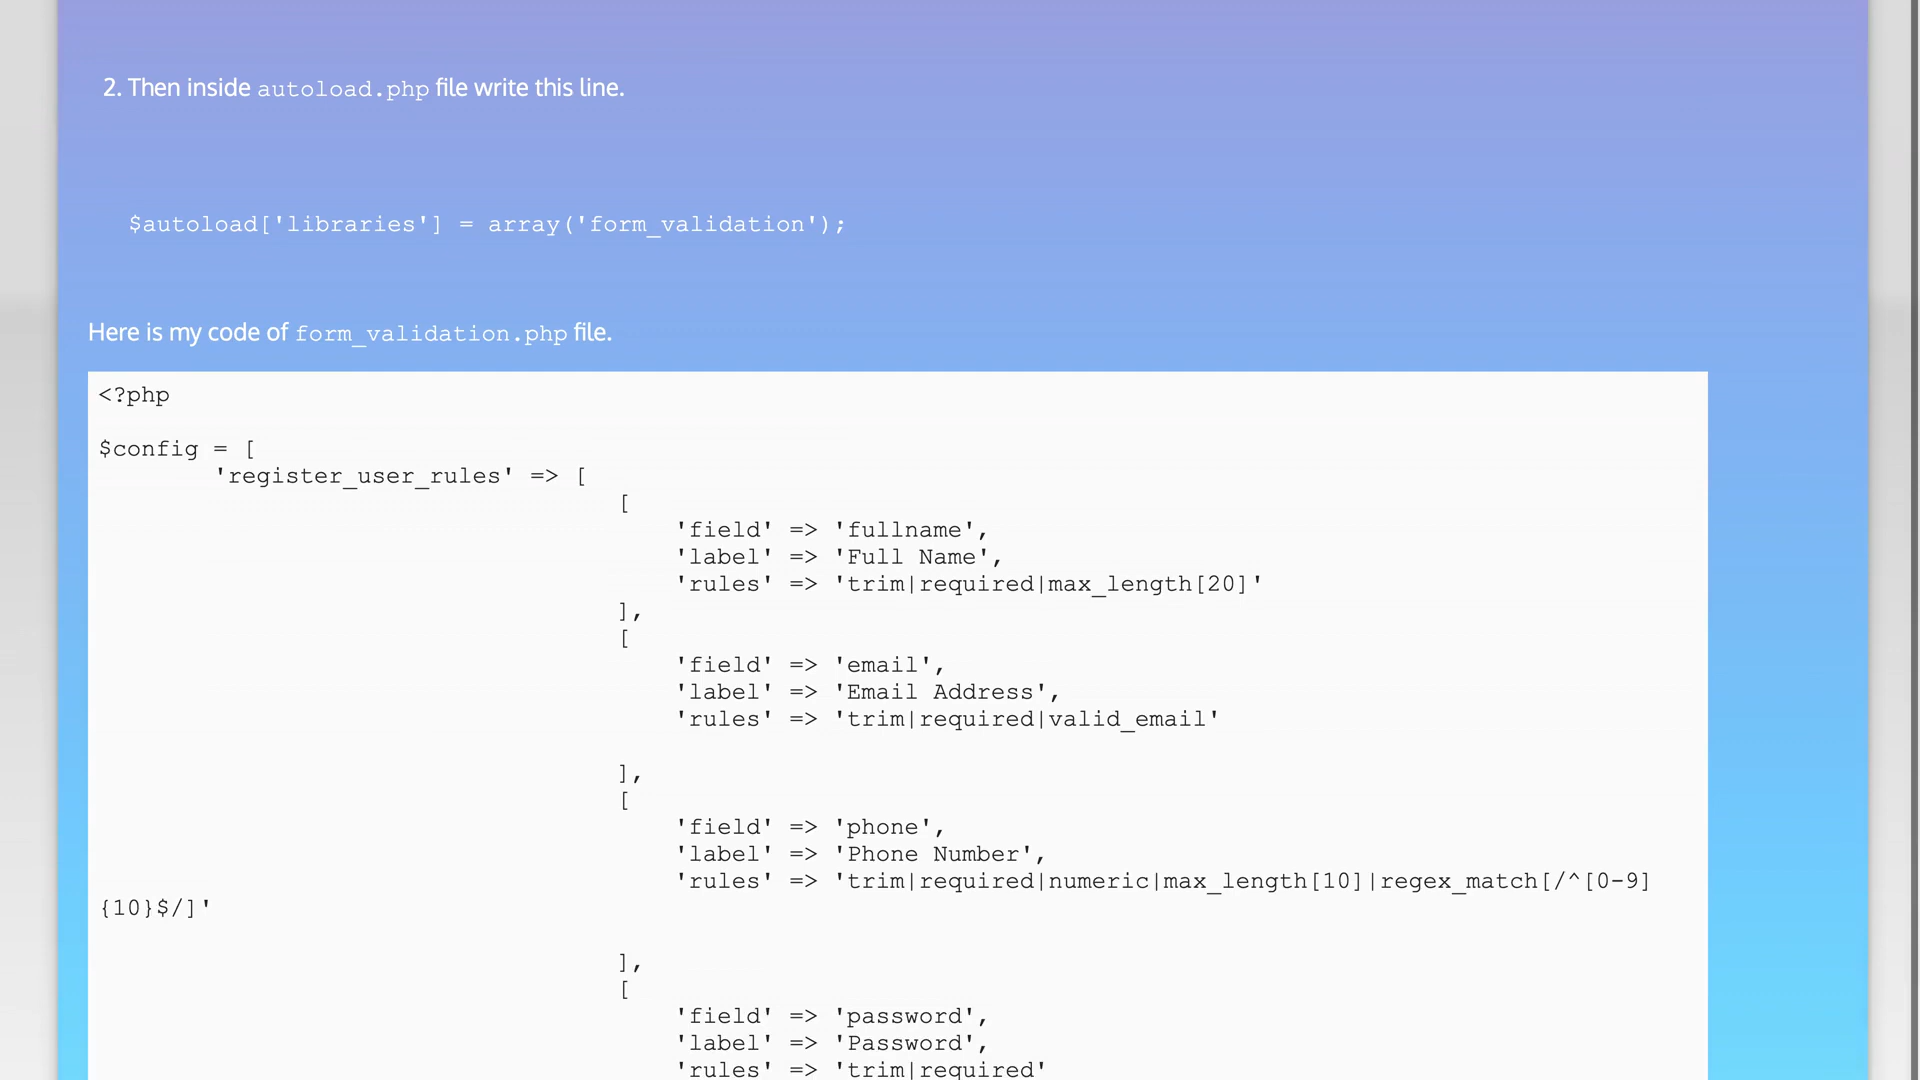 2. Then inside autoload.php file write this line.
$autoload['libraries'] = array('form_validation');
Here is my code of form_validation.php file.
<?php
$config = [
'register_user_rules' => [
[
'field' => 'fullname',
'label' => 'Full Name',
'rules' => 'trim|required|max_length[20]'
],
[
'field' => 'email',
'label' => 'Email Address',
'rules' => 'trim|required|valid_email'
],
[
'field' => 'phone',
'label' => 'Phone Number',
'rules' => 'trim|required|numeric|max_length[10]|regex_match[/^[0-9]
{10}$/]'
],
[
'field' => 'password',
'label' => 'Password',
'rules' => 'trim|required'